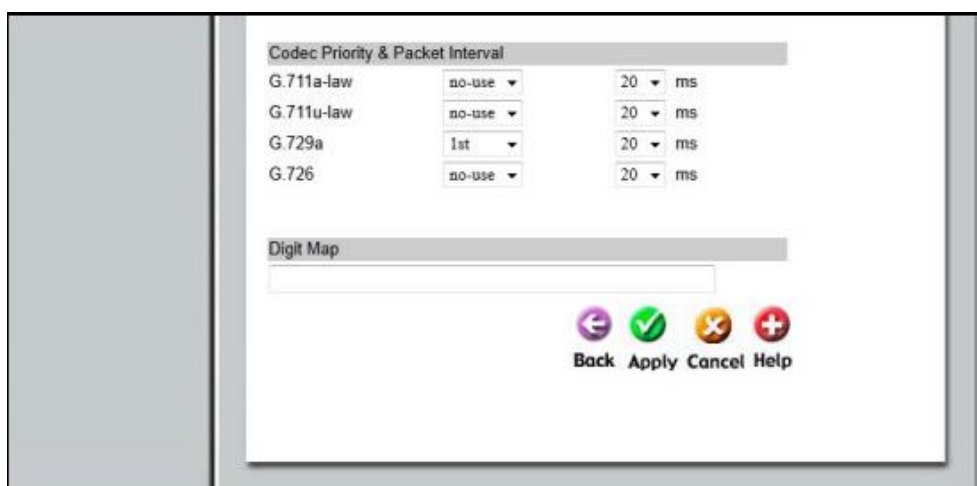 Codec Priority & Packet Interval
G.711a-law no-use 20 ms
G.711u-law no-use 20 ms
G.729a 1st 20 ms
G.726 no-use 20 ms
Digit Map
Back Apply Cancel Help